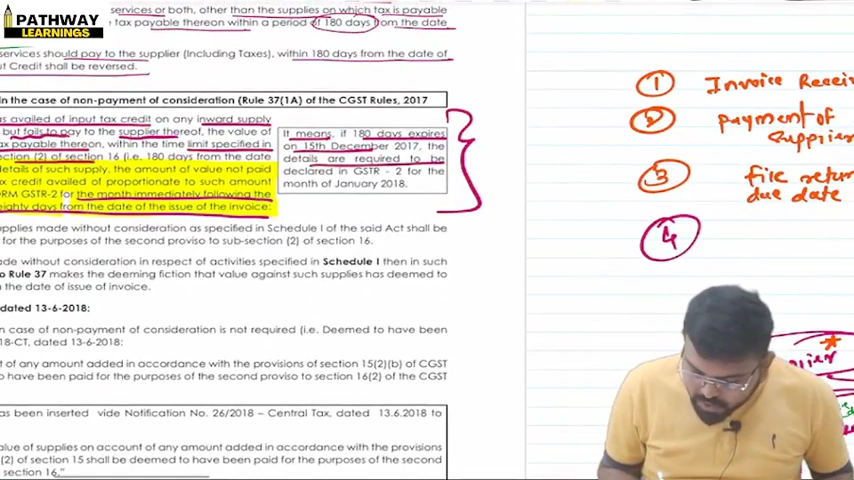 PATHWAY
LEARNINGS
services or both, other than the supplies on which tax is payable
tax payable thereon within a period of 180 days from the date
services should pay to the supplier (Including Taxes), within 180 days from the date of
Credit shall be reversed.
in the case of non-payment of consideration (Rule 37(1A) of the CGST Rules, 2017
as availed of input tax credit on any inward supply
but fails to pay to the supplier thereof, the value of
tax payable thereon, within the time limit specified in
section (2) of section 16 (i.e. 180 days from the date
details of such supply, the amount of value not paid
tax credit availed of proportionate to such amount
FORM GSTR-2 for the month immediately following the
eighty days from the date of the issue of the invoice:
It means, if 180 days expires
on 15th December 2017, the
details are required to be
declared in GSTR - 2 for the
month of January 2018.
supplies made without consideration as specified in Schedule I of the said Act shall be
for the purposes of the second proviso to sub-section (2) of section 16.
made without consideration in respect of activities specified in Schedule I then in such
to Rule 37 makes the deeming fiction that value against such supplies has deemed to
the date of issue of invoice.
dated 13-6-2018:
in case of non-payment of consideration is not required (i.e. Deemed to have been
18-CT, dated 13-6-2018:
of any amount added in accordance with the provisions of section 15(2)(b) of CGST
to have been paid for the purposes of the second proviso to section 16(2) of the CGST
has been inserted vide Notification No. 26/2018 – Central Tax, dated 13.6.2018 to
value of supplies on account of any amount added in accordance with the provisions
(2) of section 15 shall be deemed to have been paid for the purposes of the second
section 16."
1 Invoice Recei
2 payment of
supplier
3 file return
due date
4